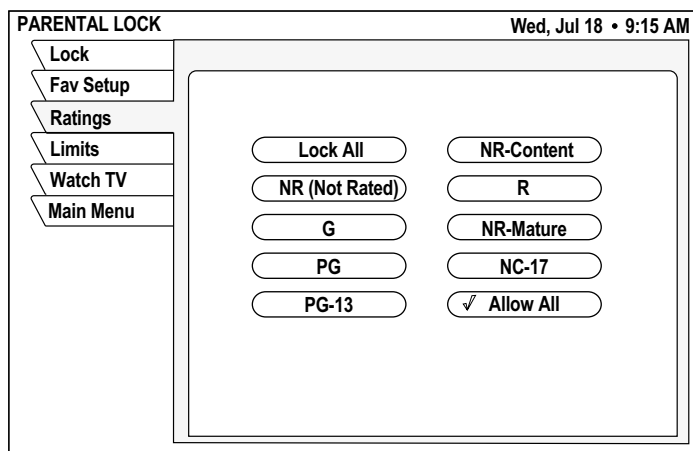 PARENTAL LOCK
Wed, Jul 18 • 9:15 AM
Lock
Fav Setup
Ratings
Limits
Watch TV
Main Menu
Lock All
NR (Not Rated)
G
PG
PG-13
NR-Content
R
NR-Mature
NC-17
√ Allow All